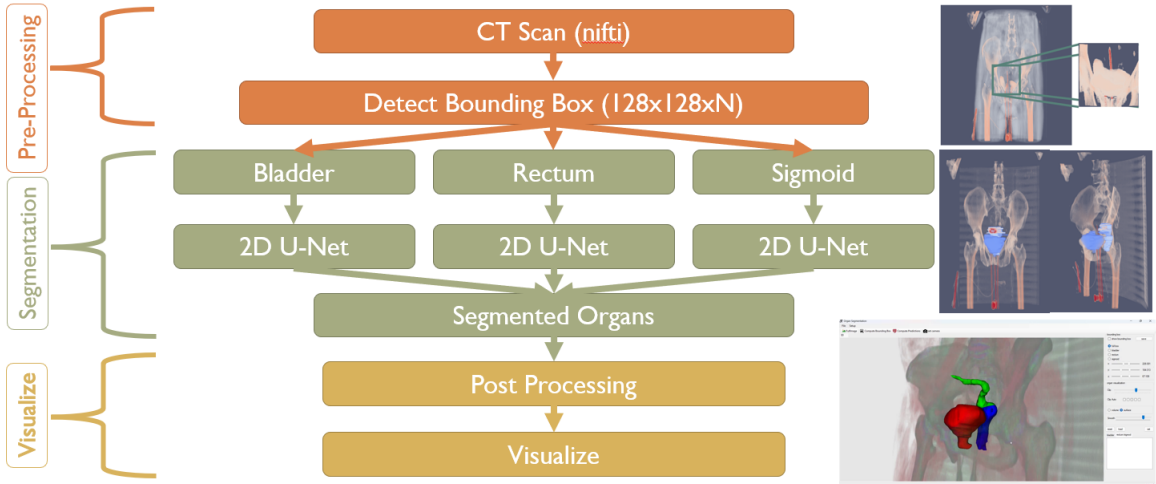 Pre-Processing
CT Scan (nifti)
Detect Bounding Box (128x128xN)
Segmentation
Bladder
Rectum
Sigmoid
2D U-Net
2D U-Net
2D U-Net
Segmented Organs
Visualize
Post Processing
Visualize